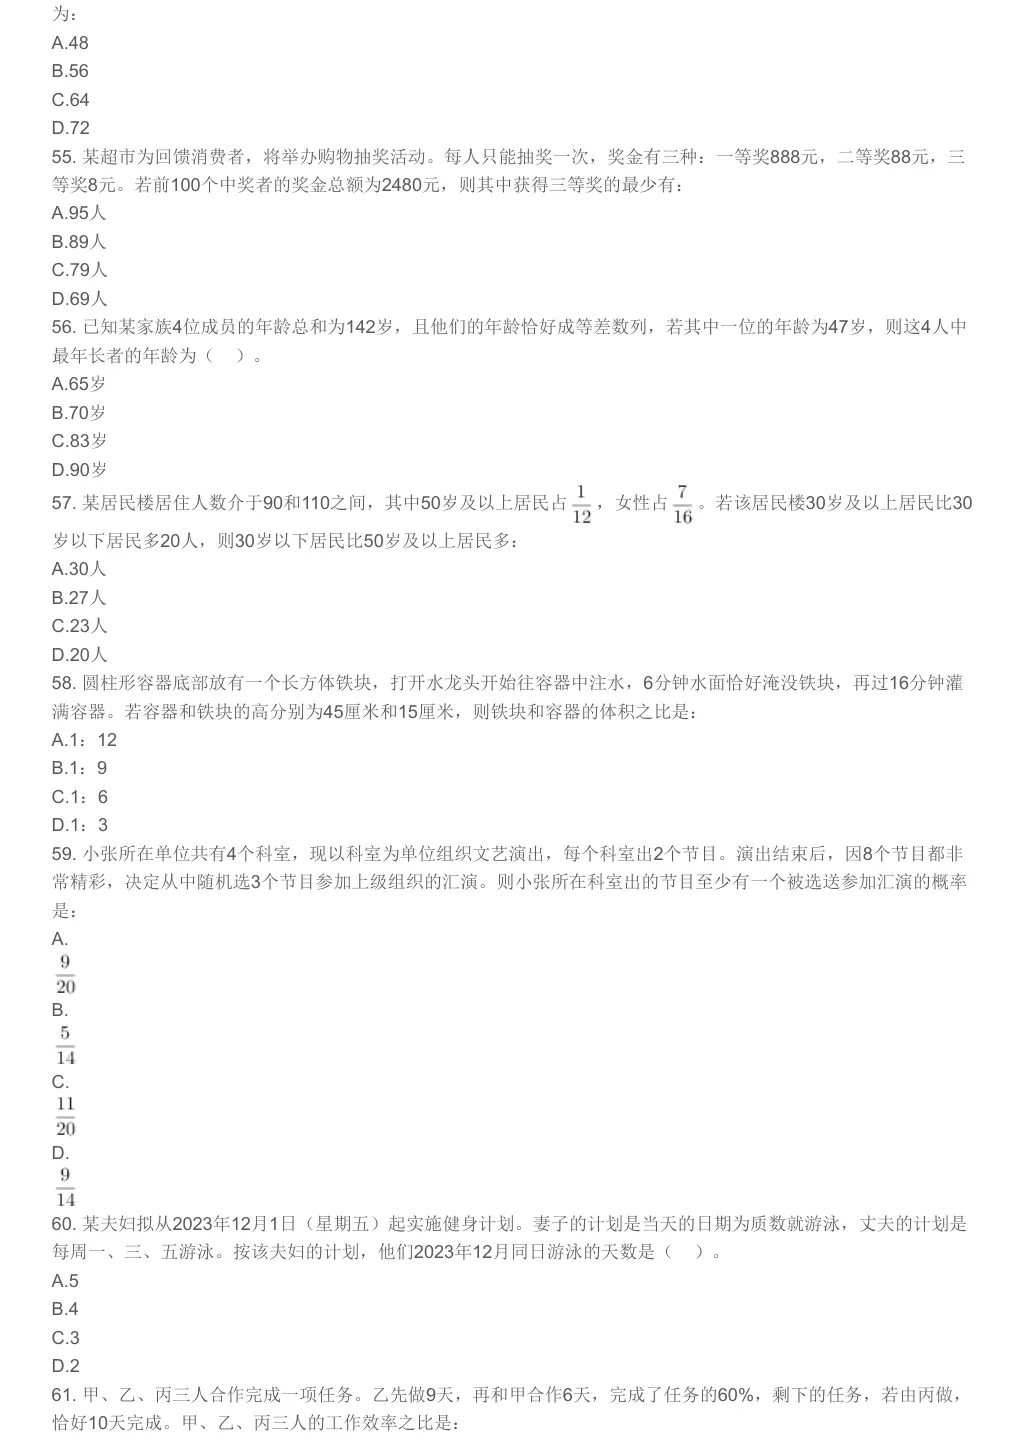 为：
A.48
B.56
C.64
D.72
55. 某超市为回馈消费者，将举办购物抽奖活动。每人只能抽奖一次，奖金有三种：一等奖888元，二等奖88元，三
等奖8元。若前100个中奖者的奖金总额为2480元，则其中获得三等奖的最少有：
A.95人
B.89人
C.79人
D.69人
56. 已知某家族4位成员的年龄总和为142岁，且他们的年龄恰好成等差数列，若其中一位的年龄为47岁，则这4人中
最年长者的年龄为（    ）。
A.65岁
B.70岁
C.83岁
D.90岁
57. 某居民楼居住人数介于90和110之间，其中50岁及以上居民占 1/12 ，女性占 7/16 。若该居民楼30岁及以上居民比30
岁以下居民多20人，则30岁以下居民比50岁及以上居民多：
A.30人
B.27人
C.23人
D.20人
58. 圆柱形容器底部放有一个长方体铁块，打开水龙头开始往容器中注水，6分钟水面恰好淹没铁块，再过16分钟灌
满容器。若容器和铁块的高分别为45厘米和15厘米，则铁块和容器的体积之比是：
A.1：12
B.1：9
C.1：6
D.1：3
59. 小张所在单位共有4个科室，现以科室为单位组织文艺演出，每个科室出2个节目。演出结束后，因8个节目都非
常精彩，决定从中随机选3个节目参加上级组织的汇演。则小张所在科室出的节目至少有一个被选送参加汇演的概率
是：
A.
9/20
B.
5/14
C.
11/20
D.
9/14
60. 某夫妇拟从2023年12月1日（星期五）起实施健身计划。妻子的计划是当天的日期为质数就游泳，丈夫的计划是
每周一、三、五游泳。按该夫妇的计划，他们2023年12月同日游泳的天数是（    ）。
A.5
B.4
C.3
D.2
61. 甲、乙、丙三人合作完成一项任务。乙先做9天，再和甲合作6天，完成了任务的60%，剩下的任务，若由丙做，
恰好10天完成。甲、乙、丙三人的工作效率之比是：